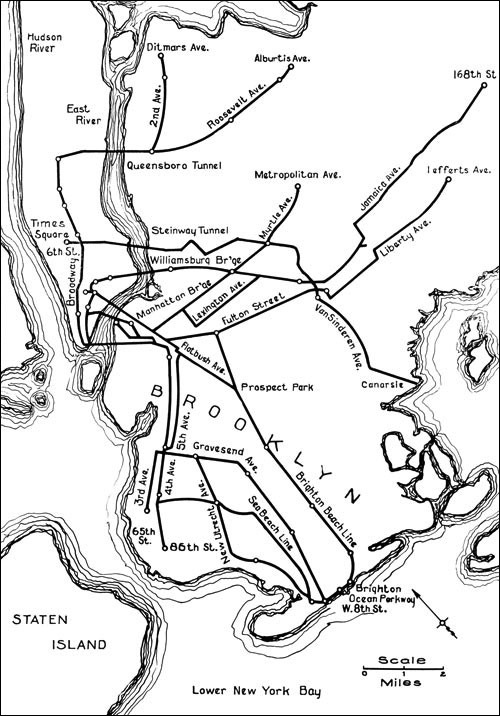 Hudson
River
Ditmars Ave.
Alburtis Ave.
168th St.
East
River
2nd Ave.
Roosevelt Ave.
Queensboro Tunnel
Metropolitan Ave.
Lefferts Ave.
Jamaica Ave.
Times
Square
6th St.
Steinway Tunnel
Myrtle Ave.
Liberty Ave.
Williamsburg Br'ge
Broadway
Manhattan Br'ge
Lexington Ave.
Fulton Street
VanSinderen Ave.
Flatbush Ave.
Canarsie
Prospect Park
BROOKLYN
5th Ave.
Gravesend
Ave.
3rd Ave.
4th Ave.
New Utrecht Ave.
Sea Beach Line
Brighton Beach Line
65th
St.
86th St.
Brighton
Ocean Parkway
W. 8th St.
STATEN
ISLAND
Scale
1 0 2
Miles
Lower New York Bay